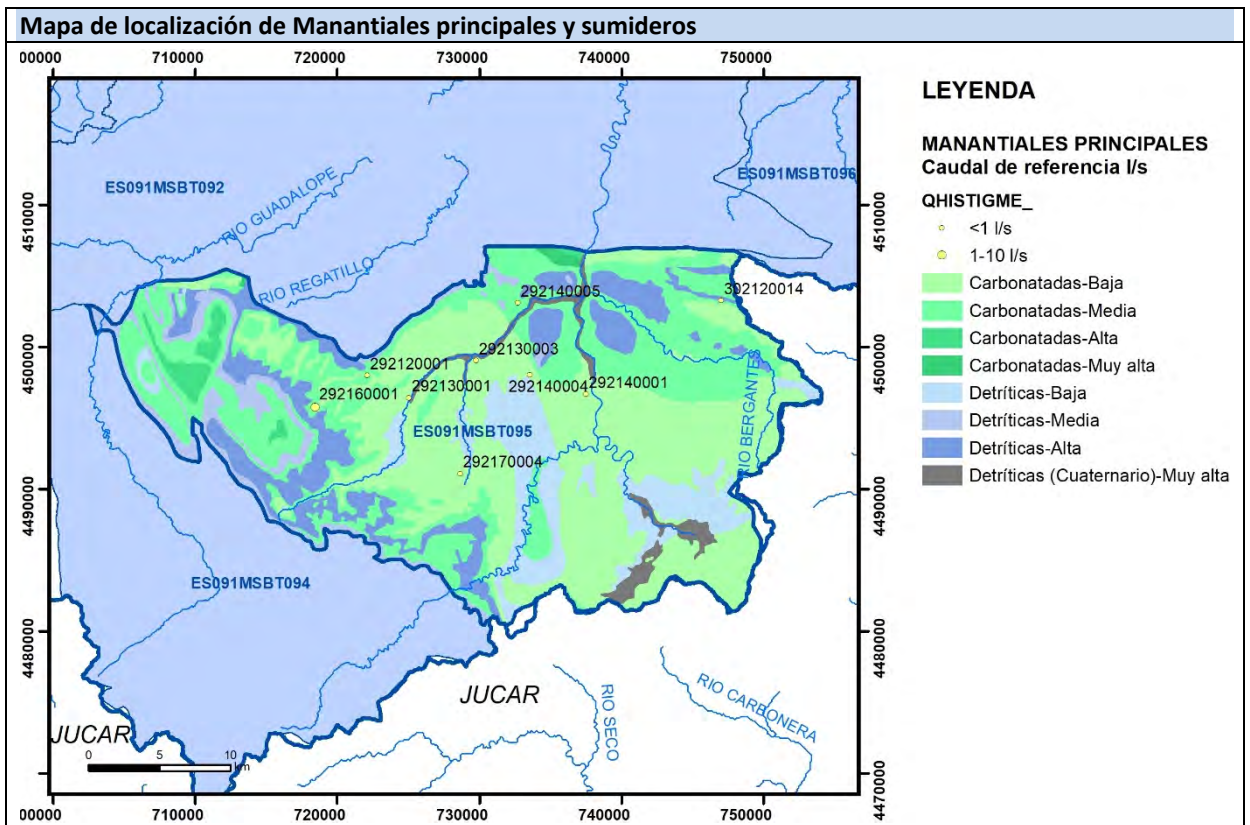 Mapa de localización de Manantiales principales y sumideros
00000 710000 720000 730000 740000 750000
4510000
4500000
4490000
4480000
4470000
ES091MSBT092
ES091MSBT096
RIO GUADALOPE
RIO REGATILLO
292140005
302120014
292130003
292120001
292130001
292140004
292140001
292160001
ES091MSBT095
RIO BERGANTES
292170004
ES091MSBT094
JUCAR
JUCAR
RIO SECO
RIO CARBONERA
0 5 10
km
4510000
4500000
4490000
4480000
4470000
00000 710000 720000 730000 740000 750000
LEYENDA
MANANTIALES PRINCIPALES
Caudal de referencia l/s
QHISTIGME_
<1 l/s
1-10 l/s
Carbonatadas-Baja
Carbonatadas-Media
Carbonatadas-Alta
Carbonatadas-Muy alta
Detríticas-Baja
Detríticas-Media
Detríticas-Alta
Detríticas (Cuaternario)-Muy alta